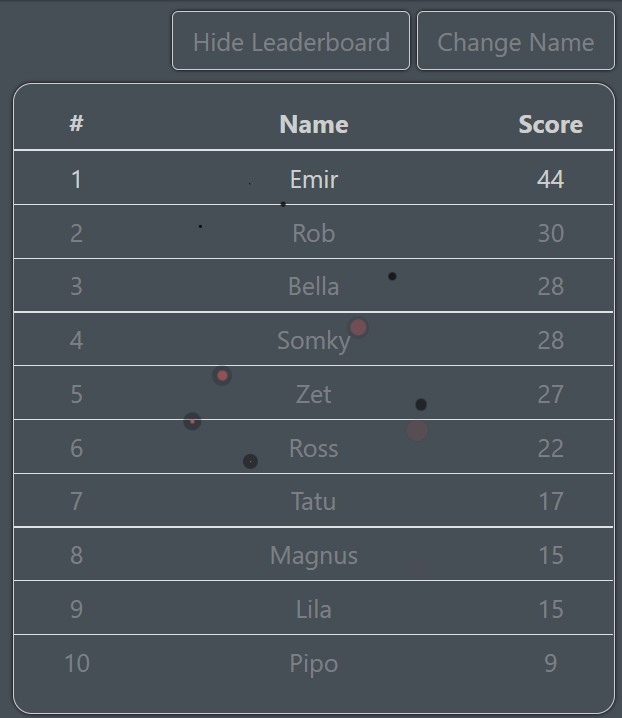 Hide Leaderboard Change Name
# Name Score
1 Emir 44
2 Rob 30
3 Bella 28
4 Somky 28
5 Zet 27
6 Ross 22
7 Tatu 17
8 Magnus 15
9 Lila 15
10 Pipo 9